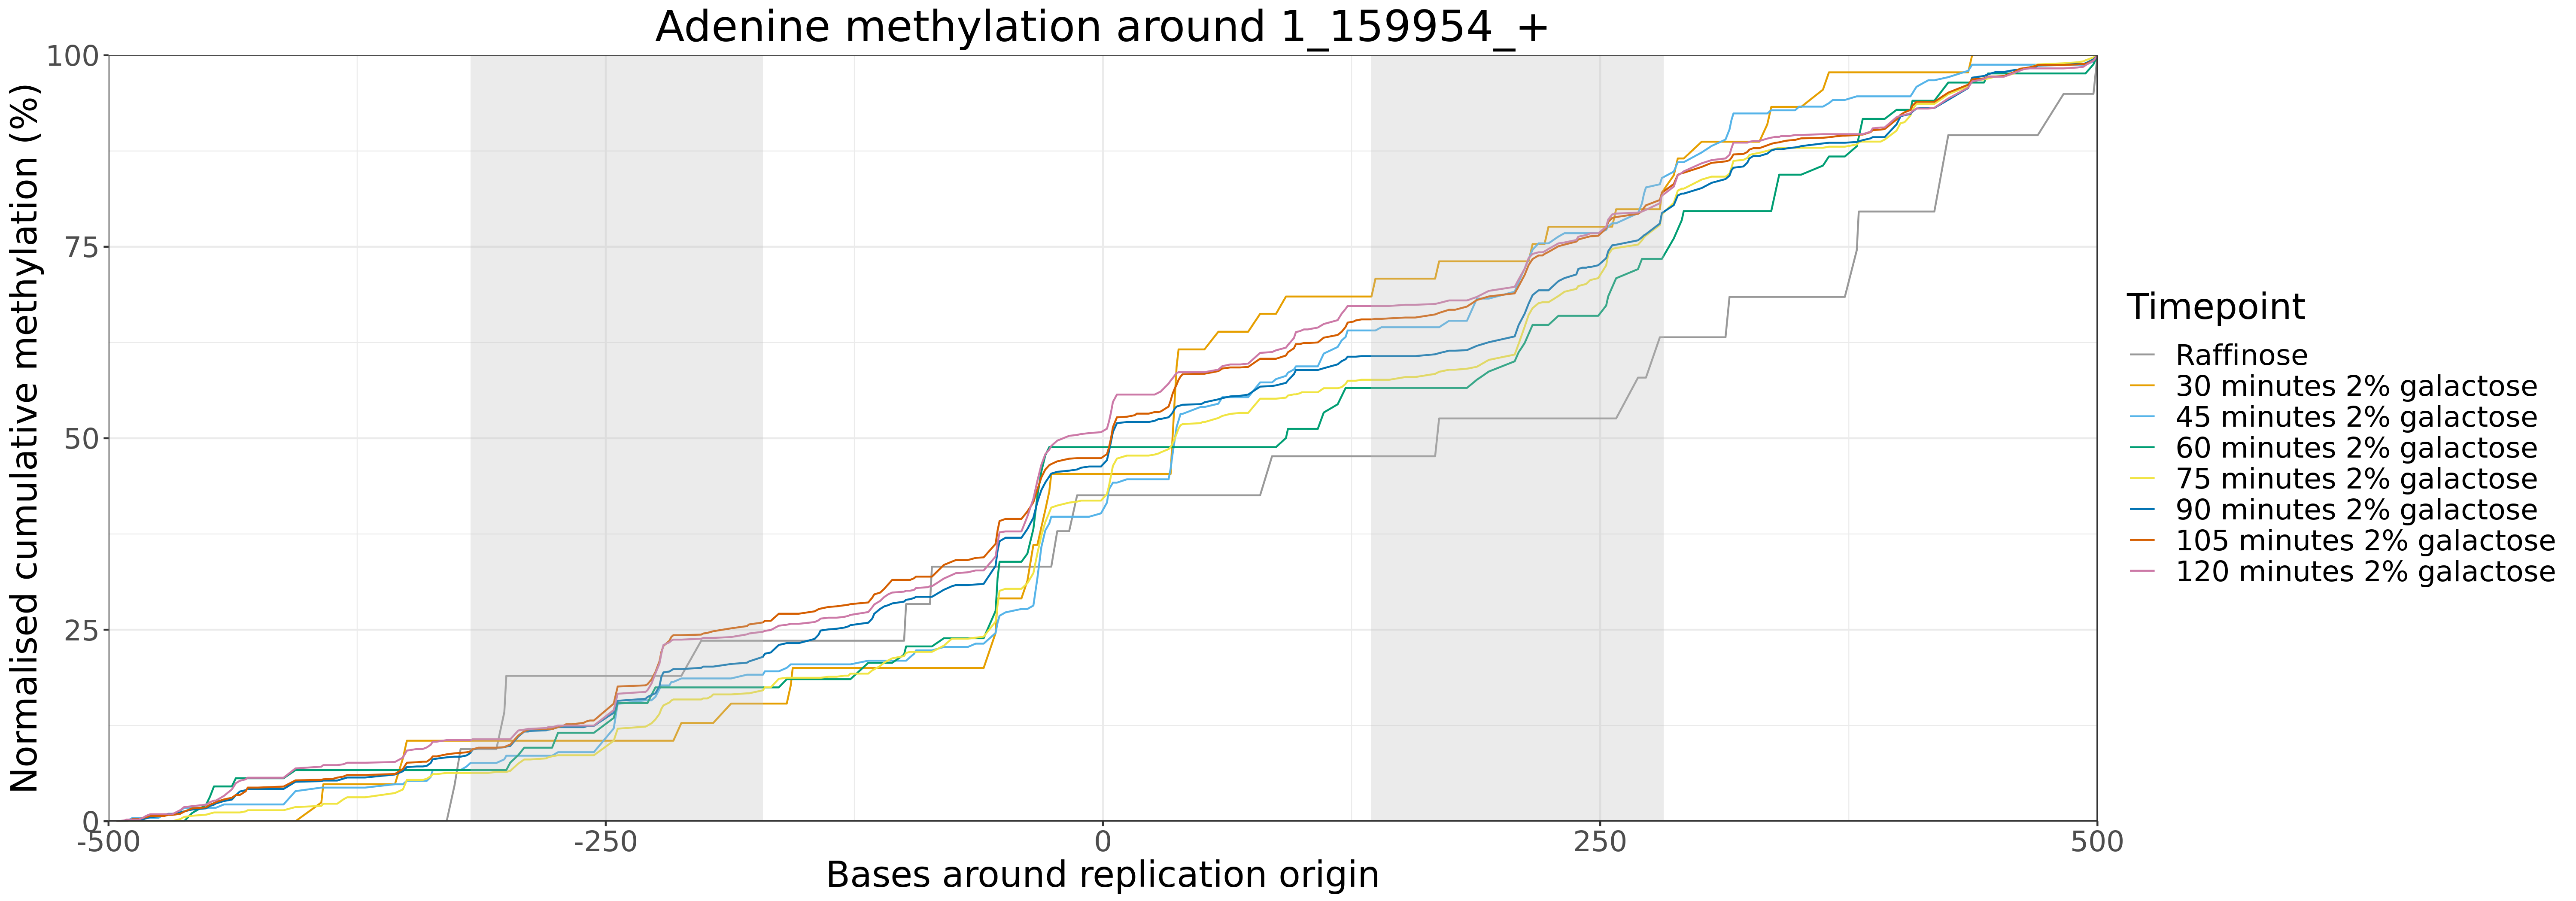 Adenine methylation around 1_159954_+
Normalised cumulative methylation (%)
100
75
50
25
0
-500
-250
0
250
500
Bases around replication origin
Timepoint
Raffinose
30 minutes 2% galactose
45 minutes 2% galactose
60 minutes 2% galactose
75 minutes 2% galactose
90 minutes 2% galactose
105 minutes 2% galactose
120 minutes 2% galactose